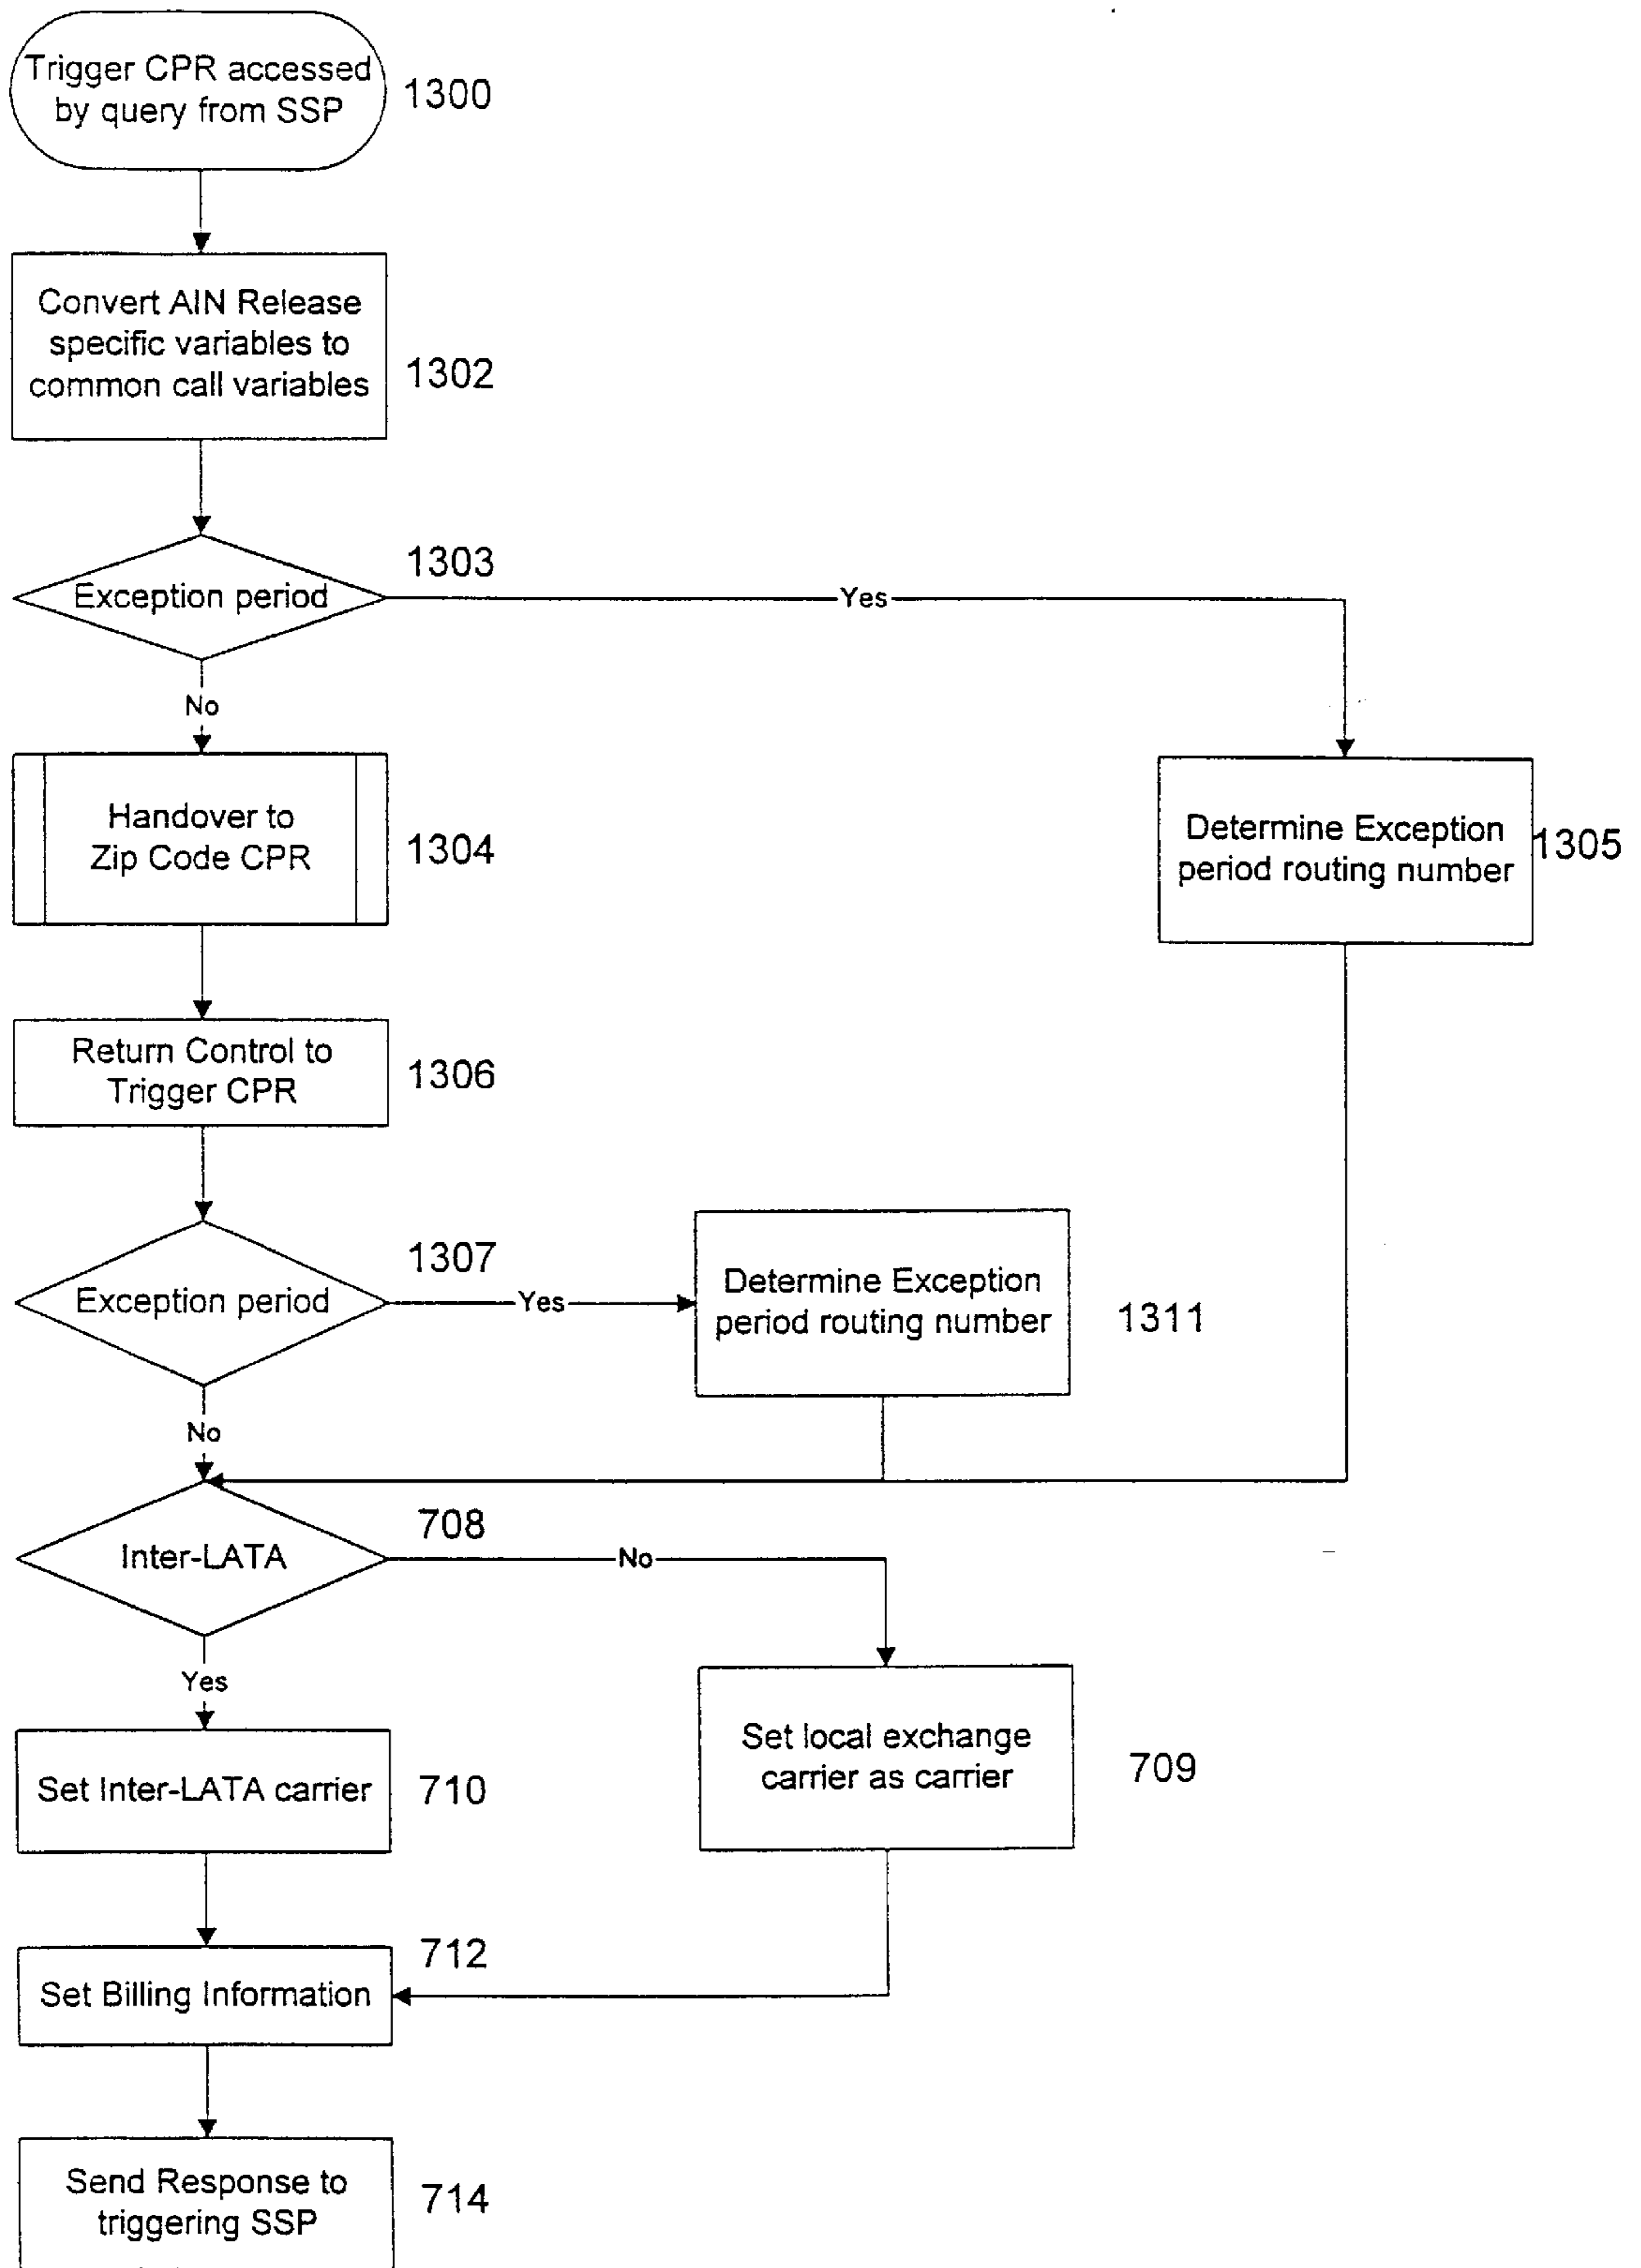 Trigger CPR accessed
by query from SSP
1300
Convert AIN Release
specific variables to
common call variables
1302
Exception period
1303
Yes
No
Handover to
Zip Code CPR
1304
Determine Exception
period routing number
1305
Return Control to
Trigger CPR
1306
Exception period
1307
Yes
Determine Exception
period routing number
1311
No
Inter-LATA
708
No
Yes
Set Inter-LATA carrier
710
Set local exchange
carrier as carrier
709
Set Billing Information
712
Send Response to
triggering SSP
714